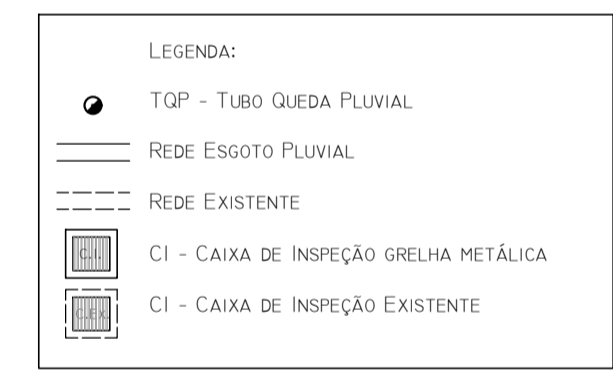 LEGENDA:
TQP - TUBO QUEDA PLUVIAL
REDE ESGOTO PLUVIAL
REDE EXISTENTE
C.I. CI - CAIXA DE INSPEÇÃO GRELHA METÁLICA
C.Ex. CI - CAIXA DE INSPEÇÃO EXISTENTE